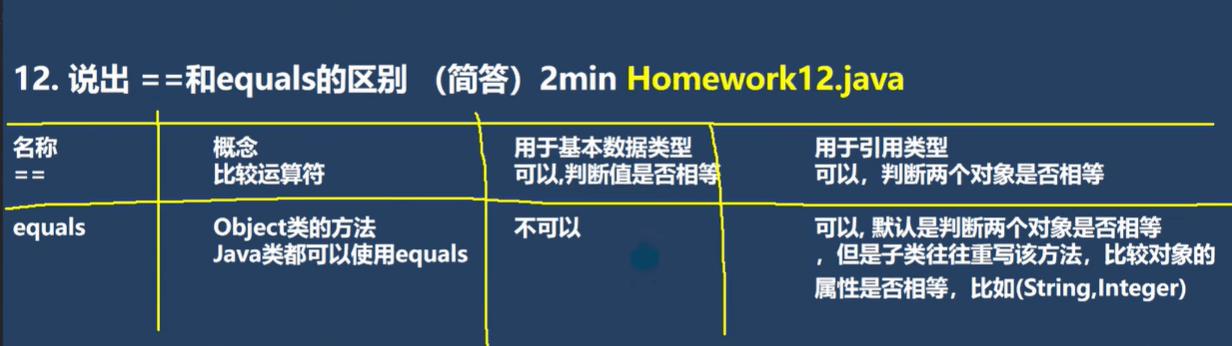 12. 说出 ==和equals的区别 （简答）2min Homework12.java
名称 概念 用于基本数据类型 用于引用类型
== 比较运算符 可以,判断值是否相等 可以，判断两个对象是否相等
equals Object类的方法 不可以 可以, 默认是判断两个对象是否相等
Java类都可以使用equals ，但是子类往往重写该方法，比较对象的
属性是否相等，比如(String,Integer)